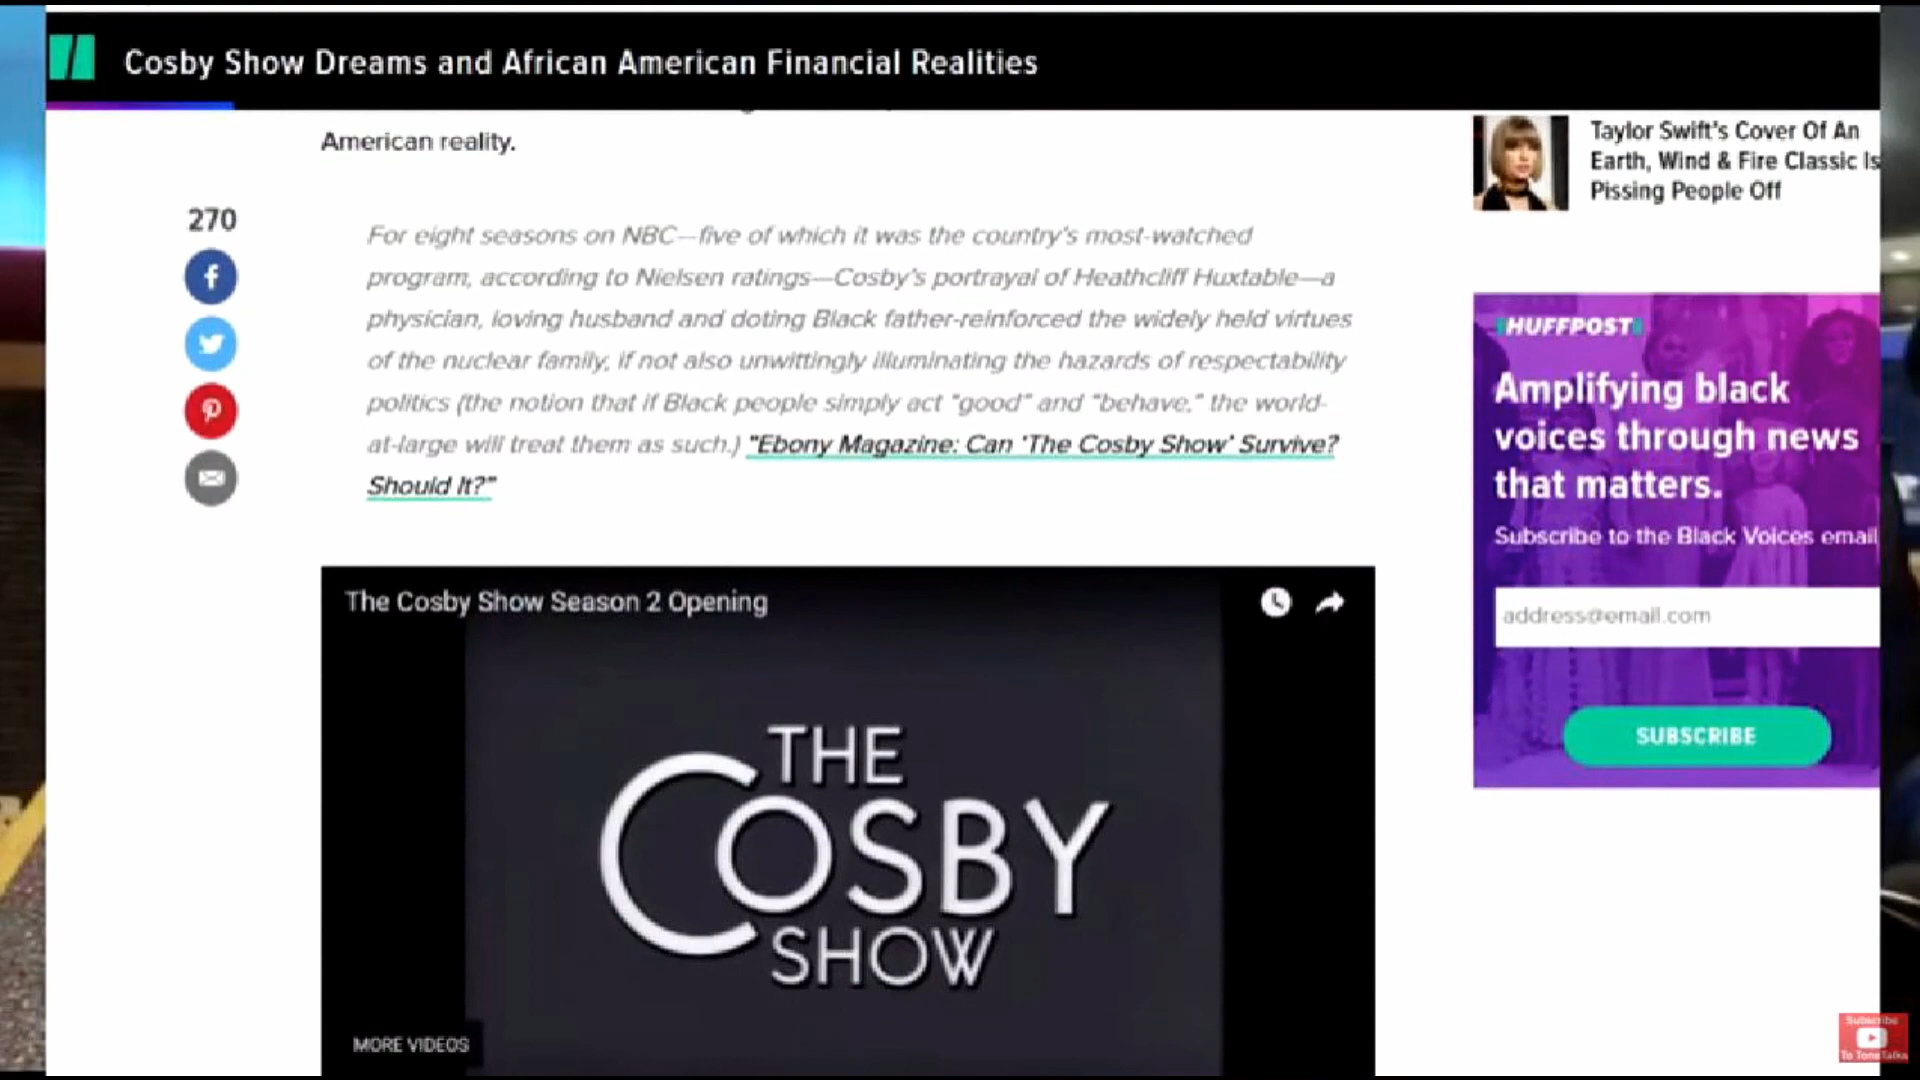 Cosby Show Dreams and African American Financial Realities
American reality.
270
For eight seasons on NBC—five of which it was the country's most-watched
program, according to Nielsen ratings—Cosby's portrayal of Heathcliff Huxtable—a
physician, loving husband and doting Black father-reinforced the widely held virtues
of the nuclear family, if not also unwittingly illuminating the hazards of respectability
politics (the notion that if Black people simply act "good" and "behave," the world-
at-large will treat them as such.) "Ebony Magazine: Can 'The Cosby Show' Survive?
Should It?"
The Cosby Show Season 2 Opening
THE
COSBY
SHOW
MORE VIDEOS
Taylor Swift's Cover Of An
Earth, Wind & Fire Classic Is
Pissing People Off
HUFFPOST
Amplifying black
voices through news
that matters.
Subscribe to the Black Voices email
address@email.com
SUBSCRIBE
Subscribe
To ToneTalks